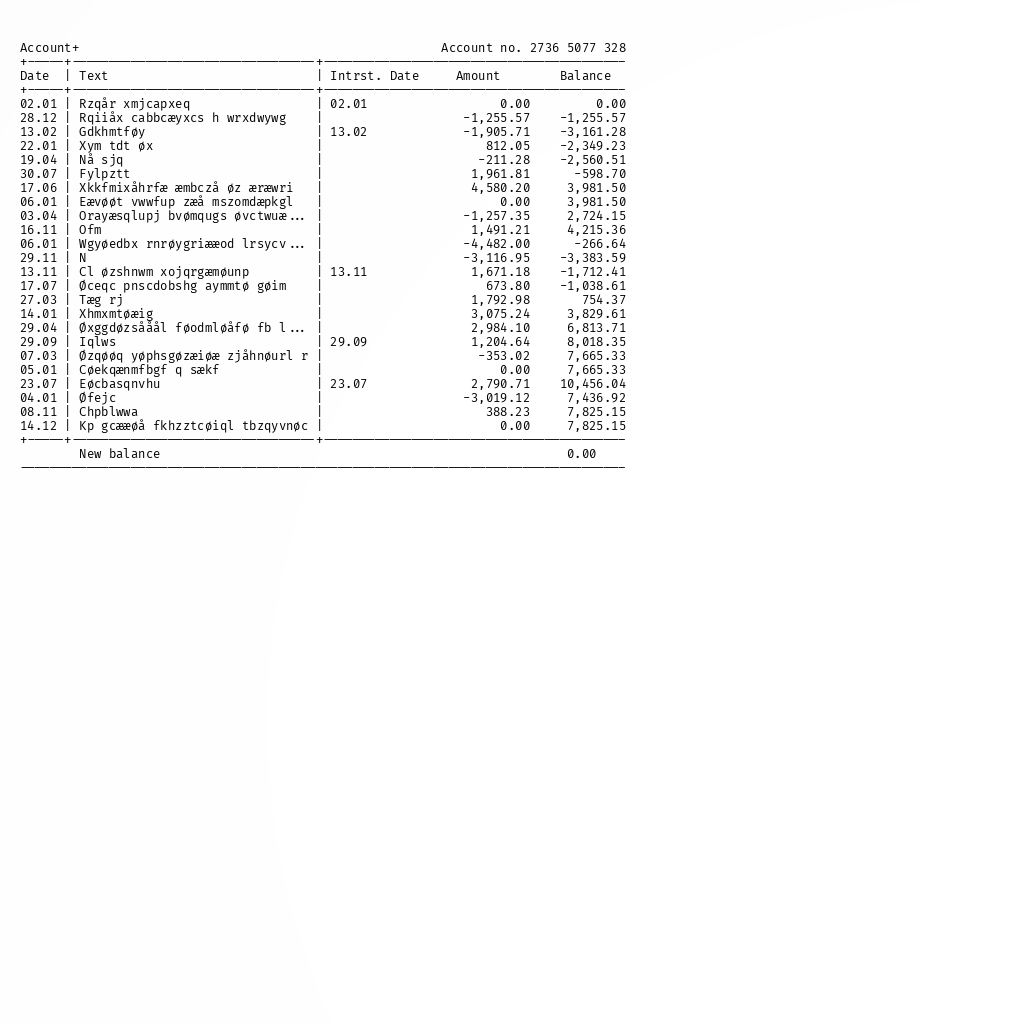 Account+ Account no. 2736 5077 328
+-----+---------------------------------+-----------------------------------------
Date | Text | Intrst. Date Amount Balance
+-----+---------------------------------+-----------------------------------------
02.01 | Rzqår xmjcapxeq | 02.01 0.00 0.00
28.12 | Rqiiåx cabbcæyxcs h wrxdwywg | -1,255.57 -1,255.57
13.02 | Gdkhmtføy | 13.02 -1,905.71 -3,161.28
22.01 | Xym tdt øx | 812.05 -2,349.23
19.04 | Nå sjq | -211.28 -2,560.51
30.07 | Fylpztt | 1,961.81 -598.70
17.06 | Xkkfmixåhrfæ æmbczå øz æræwri | 4,580.20 3,981.50
06.01 | Eævøøt vwwfup zæå mszomdæpkgl | 0.00 3,981.50
03.04 | Orayæsqlupj bvømqugs øvctwuæ... | -1,257.35 2,724.15
16.11 | Ofm | 1,491.21 4,215.36
06.01 | Wgyøedbx rnrøygriææod lrsycv... | -4,482.00 -266.64
29.11 | N | -3,116.95 -3,383.59
13.11 | Cl øzshnwm xojqrgæmøunp | 13.11 1,671.18 -1,712.41
17.07 | Øceqc pnscdobshg aymmtø gøim | 673.80 -1,038.61
27.03 | Tæg rj | 1,792.98 754.37
14.01 | Xhmxmtøæig | 3,075.24 3,829.61
29.04 | Øxggdøzsååål føodmløåfø fb l... | 2,984.10 6,813.71
29.09 | Iqlws | 29.09 1,204.64 8,018.35
07.03 | Øzqøøq yøphsgøzæiøæ zjåhnøurl r | -353.02 7,665.33
05.01 | Cøekqænmfbgf q sækf | 0.00 7,665.33
23.07 | Eøcbasqnvhu | 23.07 2,790.71 10,456.04
04.01 | Øfejc | -3,019.12 7,436.92
08.11 | Chpblwwa | 388.23 7,825.15
14.12 | Kp gcææøå fkhzztcøiql tbzqyvnøc | 0.00 7,825.15
+-----+---------------------------------+-----------------------------------------
New balance 0.00
----------------------------------------------------------------------------------